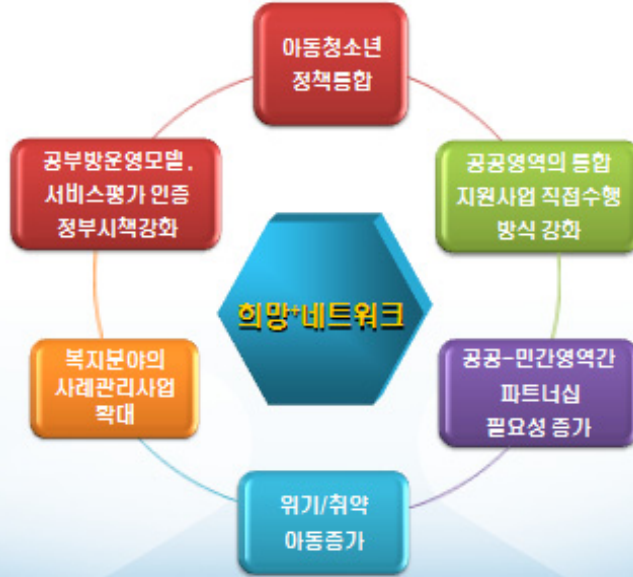 아동청소년
정책통합
공부방운영모델.
서비스평가 인증
정부시책강화
공공영역의 통합
지원사업 직접수행
방식 강화
희망+네트워크
복지분야의
사례관리사업
확대
공공-민간영역간
파트너십
필요성 증가
위기/취약
아동증가